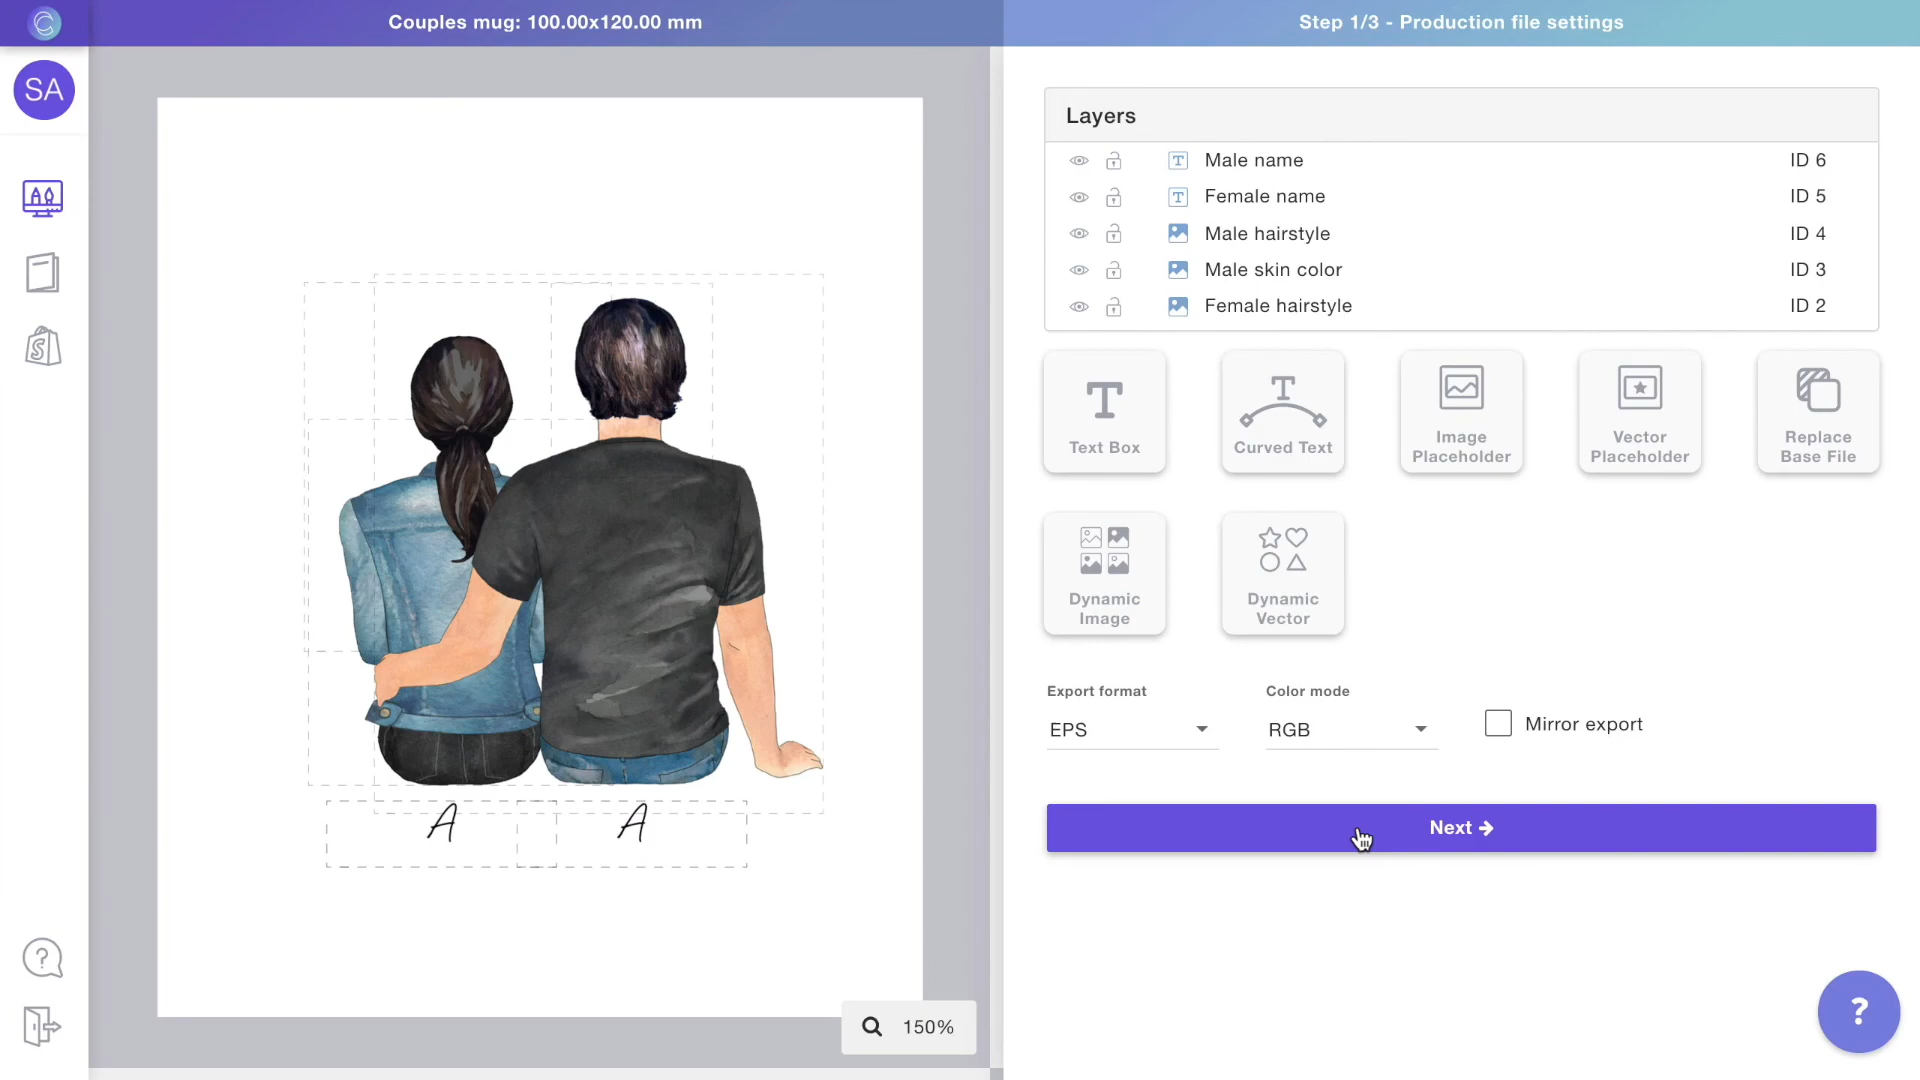 Couples mug: 100.00x120.00 mm
Step 1/3 - Production file settings
SA
Layers
Male name ID 6
Female name ID 5
Male hairstyle ID 4
Male skin color ID 3
Female hairstyle ID 2
Text Box
Curved Text
Image
Placeholder
Vector
Placeholder
Replace
Base File
Dynamic
Image
Dynamic
Vector
Export format
EPS
Color mode
RGB
Mirror export
Next
A A
150%
?